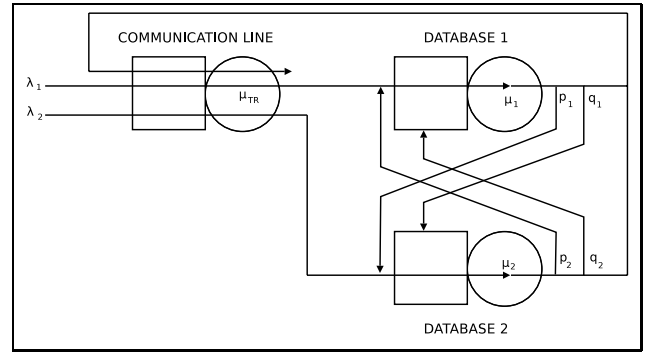 COMMUNICATION LINE
DATABASE 1
λ1
μTR
μ1
p1
q1
λ2
μ2
p2
q2
DATABASE 2